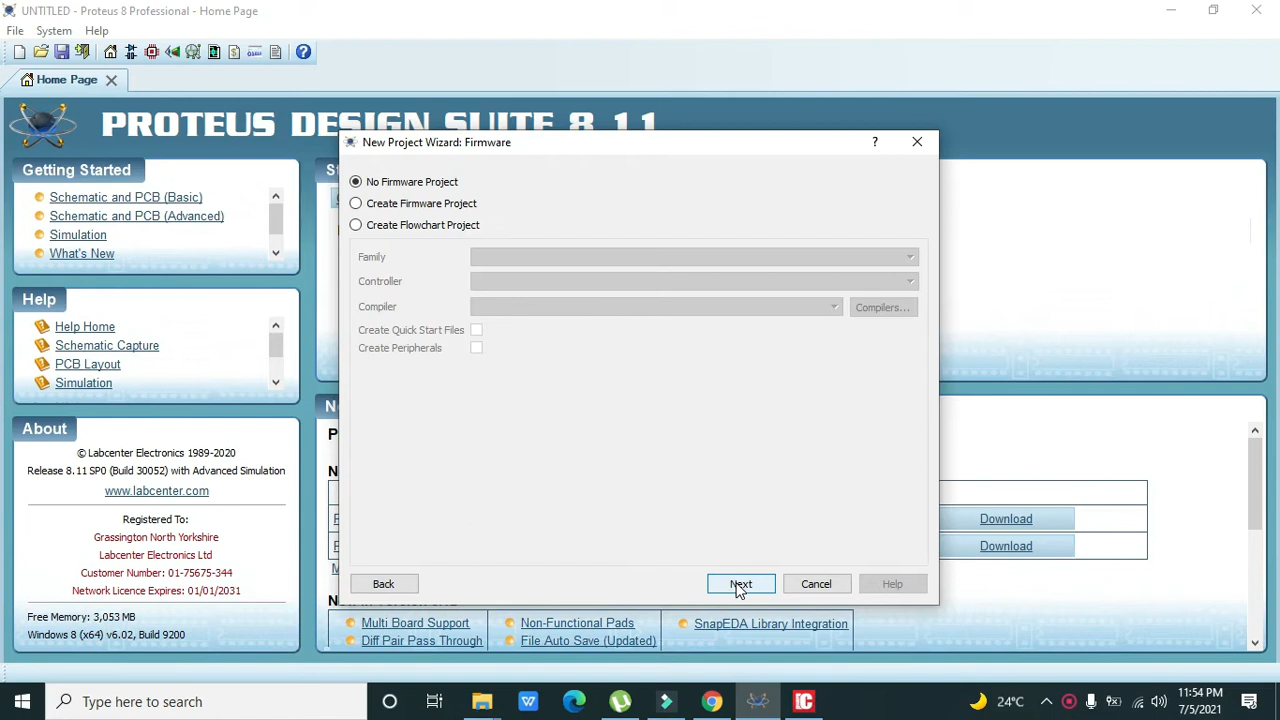 UNTITLED - Proteus 8 Professional - Home Page
File System Help
Home Page
PROTEUS DESIGN SUITE 8.11
New Project Wizard: Firmware
?
No Firmware Project
Create Firmware Project
Create Flowchart Project
Family
Controller
Compiler
Compilers...
Create Quick Start Files
Create Peripherals
Back
Next
Cancel
Help
Getting Started
Schematic and PCB (Basic)
Schematic and PCB (Advanced)
Simulation
What's New
Help
Help Home
Schematic Capture
PCB Layout
Simulation
About
© Labcenter Electronics 1989-2020
Release 8.11 SP0 (Build 30052) with Advanced Simulation
www.labcenter.com
Registered To:
Grassington North Yorkshire
Labcenter Electronics Ltd
Customer Number: 01-75675-344
Network Licence Expires: 01/01/2031
Free Memory: 3,053 MB
Windows 8 (x64) v6.02, Build 9200
Download
Download
Multi Board Support
Non-Functional Pads
SnapEDA Library Integration
Diff Pair Pass Through
File Auto Save (Updated)
Type here to search
24°C
11:54 PM
7/5/2021